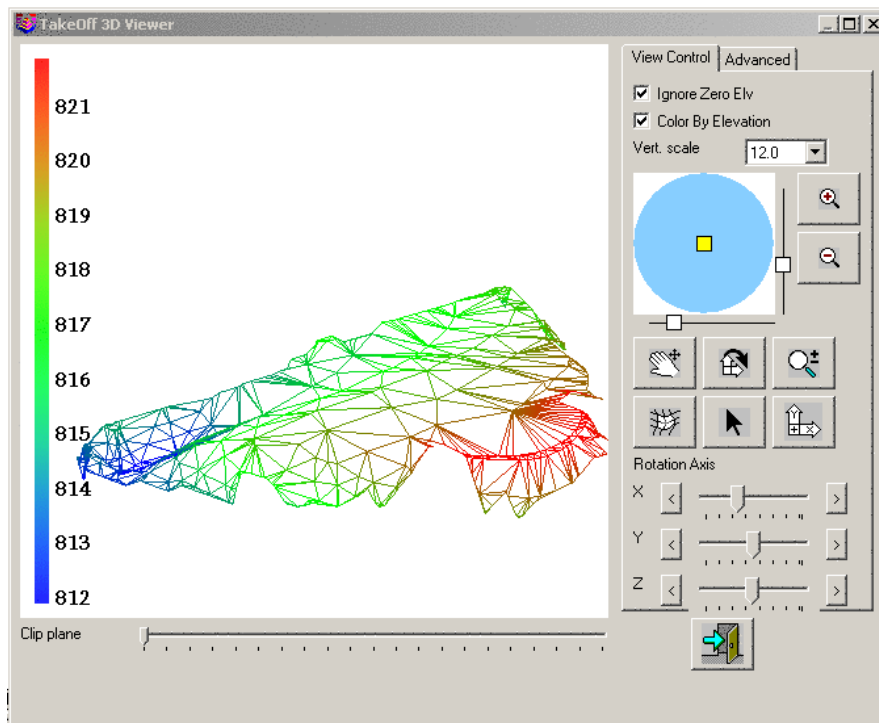 TakeOff 3D Viewer
821
820
819
818
817
816
815
814
813
812
View Control
Advanced
Ignore Zero Elv
Color By Elevation
Vert. scale
12.0
Rotation Axis
X < >
Y < >
Z < >
Clip plane